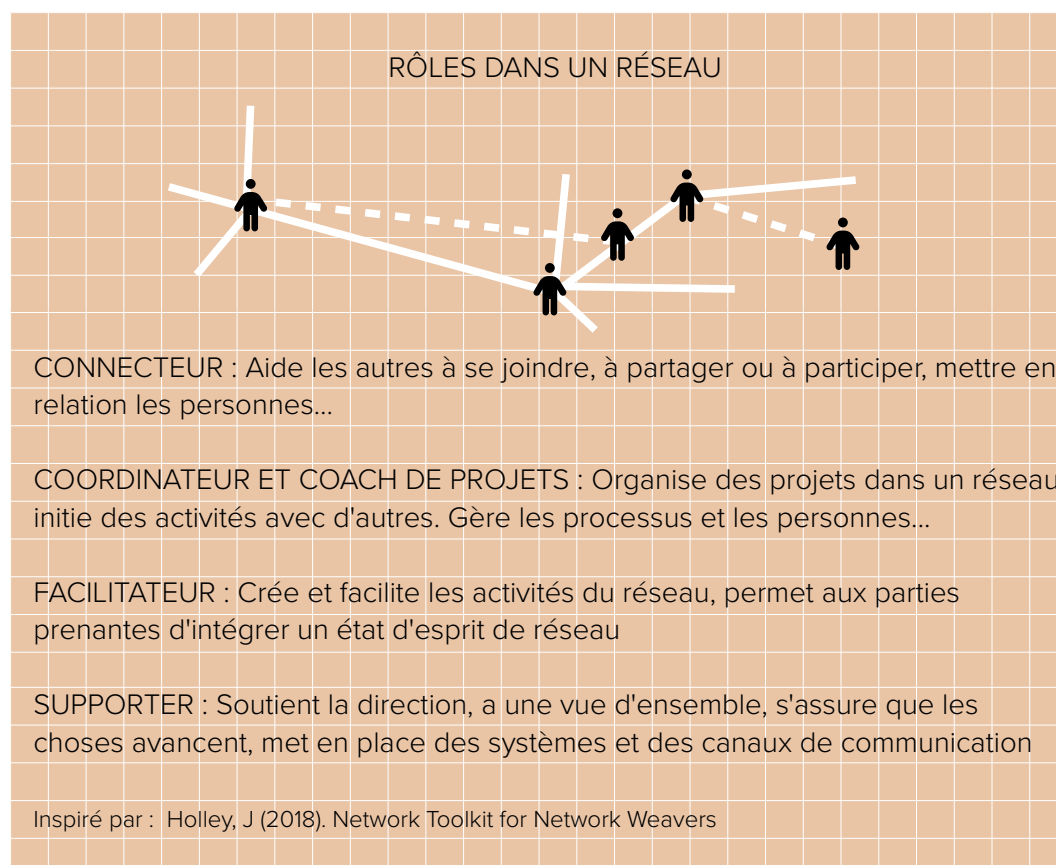 RÔLES DANS UN RÉSEAU
CONNECTEUR : Aide les autres à se joindre, à partager ou à participer, mettre en
relation les personnes...
COORDINATEUR ET COACH DE PROJETS : Organise des projets dans un réseau
initie des activités avec d'autres. Gère les processus et les personnes...
FACILITATEUR : Crée et facilite les activités du réseau, permet aux parties
prenantes d'intégrer un état d'esprit de réseau
SUPPORTER : Soutient la direction, a une vue d'ensemble, s'assure que les
choses avancent, met en place des systèmes et des canaux de communication
Inspiré par : Holley, J (2018). Network Toolkit for Network Weavers